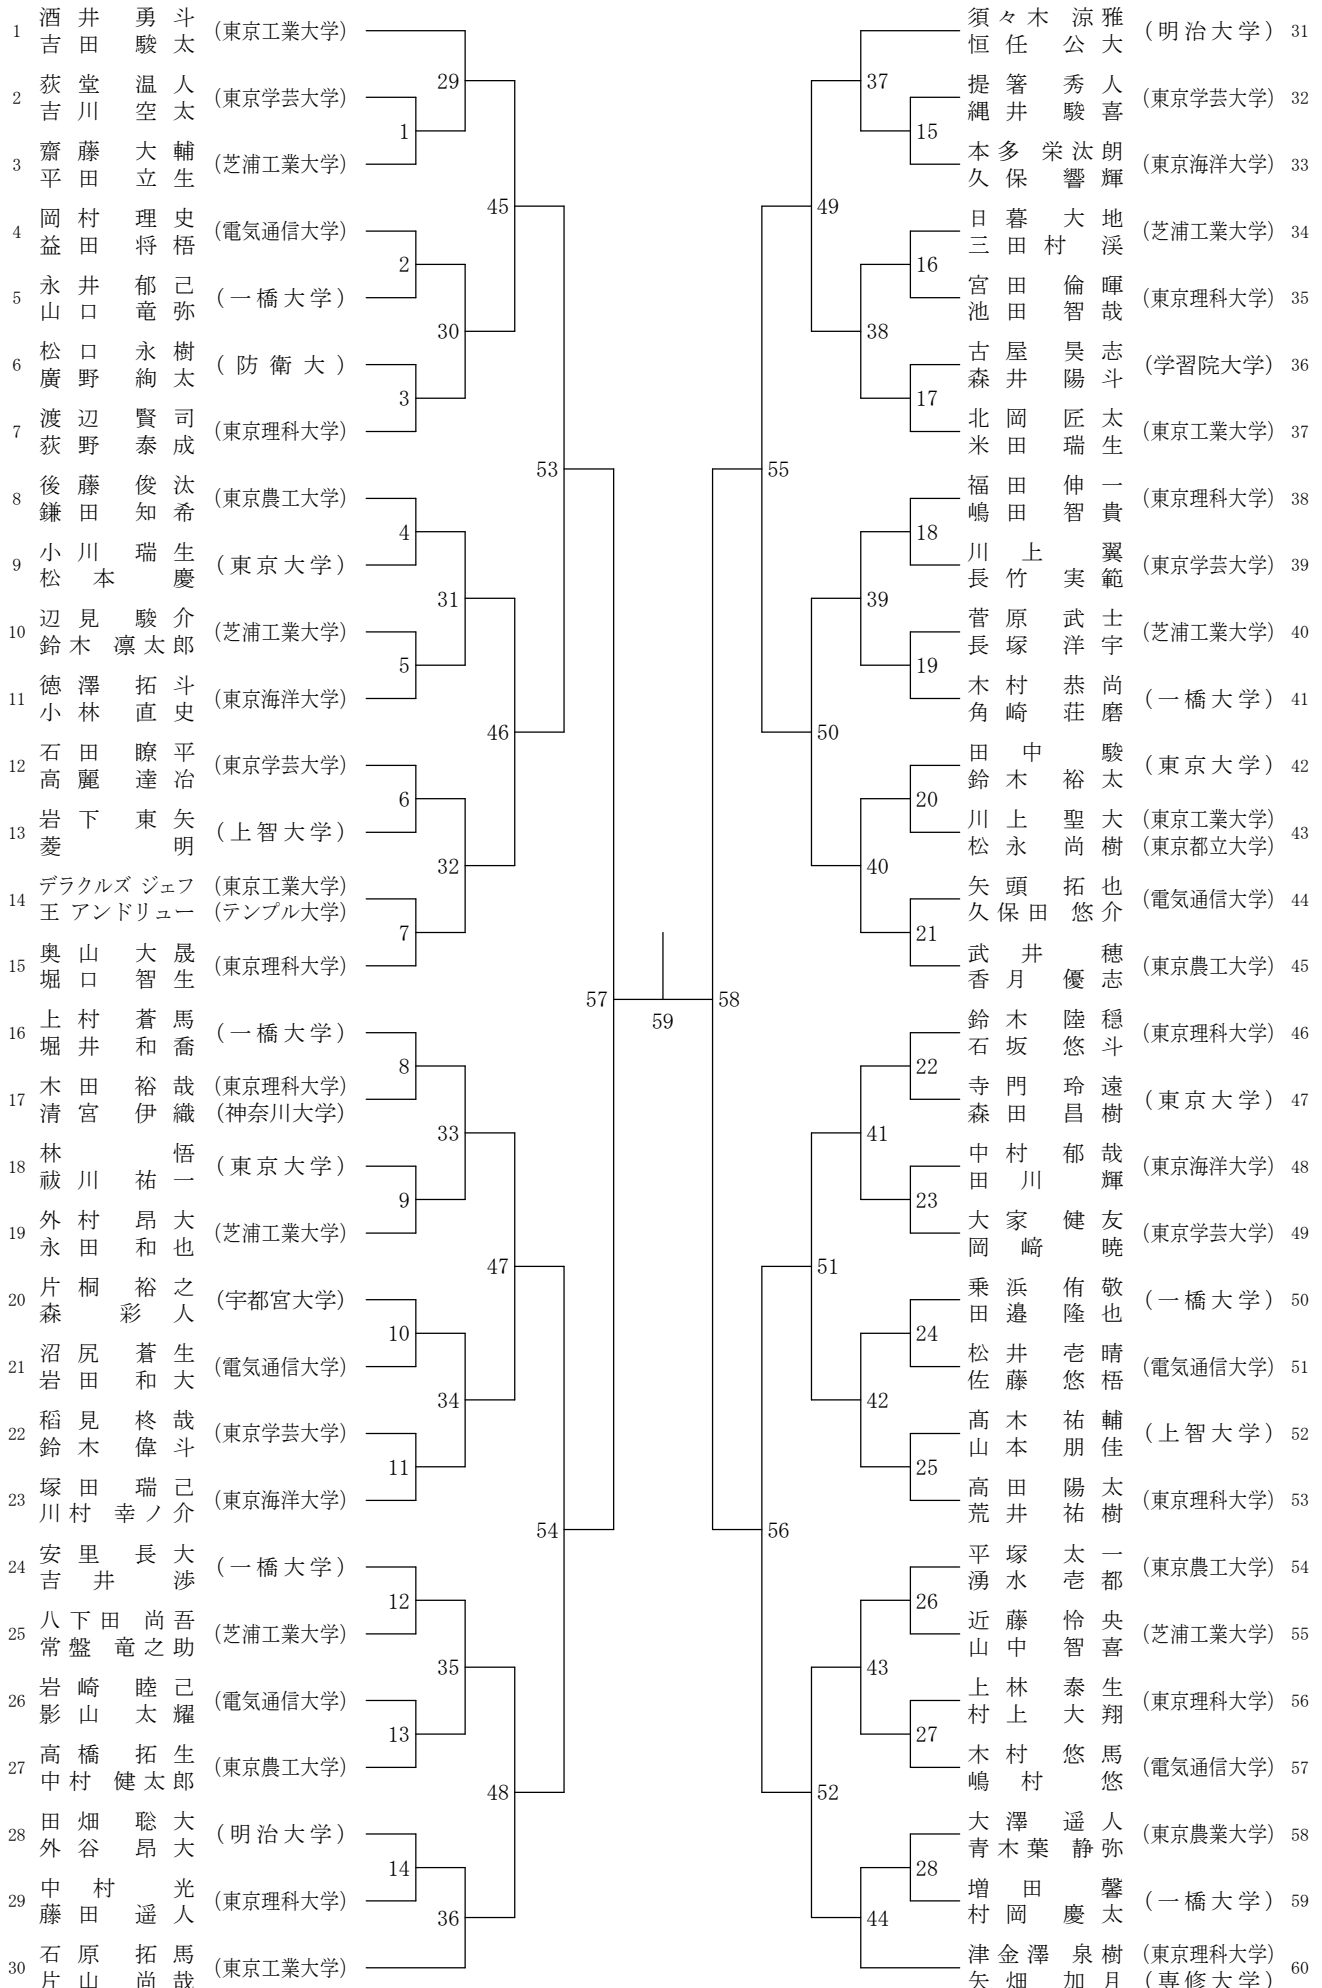 1 酒井 勇斗 (東京工業大学)
吉田 駿太
2 荻堂 温人 (東京学芸大学)
吉川 空太
3 齋藤 大輔 (芝浦工業大学)
平田 立生
4 岡村 理史 (電気通信大学)
益田 将梧
5 永井 郁己 (一橋大学)
山口 竜弥
6 松口 永樹 (防衛大)
廣野 絢太
7 渡辺 賢司 (東京理科大学)
荻野 泰成
8 後藤 俊汰 (東京農工大学)
鎌田 知希
9 小川 瑞生 (東京大学)
松本 慶
10 辺見 駿介 (芝浦工業大学)
鈴木 凛太郎
11 徳澤 拓斗 (東京海洋大学)
小林 直史
12 石田 瞭平 (東京学芸大学)
高麗 達冶
13 岩下 東矢 (上智大学)
菱 明
14 デラクルズ ジェフ (東京工業大学)
王 アンドリュー (テンプル大学)
15 奥山 大晟 (東京理科大学)
堀口 智生
16 上村 蒼馬 (一橋大学)
堀井 和喬
17 木田 裕哉 (東京理科大学)
清宮 伊織 (神奈川大学)
18 林 悟 (東京大学)
祓川 祐一
19 外村 昂大 (芝浦工業大学)
永田 和也
20 片桐 裕之 (宇都宮大学)
森 彩人
21 沼尻 蒼生 (電気通信大学)
岩田 和大
22 稻見 柊哉 (東京学芸大学)
鈴木 偉斗
23 塚田 瑞己 (東京海洋大学)
川村 幸ノ介
24 安里 長大 (一橋大学)
吉井 渉
25 八下田 尚吾 (芝浦工業大学)
常盤 竜之助
26 岩崎 睦己 (電気通信大学)
影山 太耀
27 高橋 拓生 (東京農工大学)
中村 健太郎
28 田畑 聡大 (明治大学)
外谷 昂大
29 中村 光 (東京理科大学)
藤田 遥人
30 石原 拓馬 (東京工業大学)
片山 尚哉
1
2
3
4
5
6
7
8
9
10
11
12
13
14
29
30
31
32
33
34
35
36
45
46
47
48
53
54
57
59
58
55
56
49
50
51
52
37
38
39
40
41
42
43
44
15
16
17
18
19
20
21
22
23
24
25
26
27
28
須々木 涼雅 (明治大学) 31
恒任 公大
提箸 秀人 (東京学芸大学) 32
縄井 駿喜
本多 栄汰朗 (東京海洋大学) 33
久保 響輝
日暮 大地 (芝浦工業大学) 34
三田村 渓
宮田 倫暉 (東京理科大学) 35
池田 智哉
古屋 昊志 (学習院大学) 36
森井 陽斗
北岡 匠太 (東京工業大学) 37
米田 瑞生
福田 伸一 (東京理科大学) 38
嶋田 智貴
川上 翼 (東京学芸大学) 39
長竹 実範
菅原 武士 (芝浦工業大学) 40
長塚 洋宇
木村 恭尚 (一橋大学) 41
角崎 荘磨
田中 駿 (東京大学) 42
鈴木 裕太
川上 聖大 (東京工業大学) 43
松永 尚樹 (東京都立大学)
矢頭 拓也 (電気通信大学) 44
久保田 悠介
武井 穂 (東京農工大学) 45
香月 優志
鈴木 陸穏 (東京理科大学) 46
石坂 悠斗
寺門 玲遠 (東京大学) 47
森田 昌樹
中村 郁哉 (東京海洋大学) 48
田川 輝
大家 健友 (東京学芸大学) 49
岡﨑 暁
乗浜 侑敬 (一橋大学) 50
田邉 隆也
松井 壱晴 (電気通信大学) 51
佐藤 悠梧
髙木 祐輔 (上智大学) 52
山本 朋佳
高田 陽太 (東京理科大学) 53
荒井 祐樹
平塚 太一 (東京農工大学) 54
湧水 壱都
近藤 怜央 (芝浦工業大学) 55
山中 智喜
上林 泰生 (東京理科大学) 56
村上 大翔
木村 悠馬 (電気通信大学) 57
嶋村 悠
大澤 遥人 (東京農業大学) 58
青木葉 静弥
増田 馨 (一橋大学) 59
村岡 慶太
津金澤 泉樹 (東京理科大学) 60
矢畑 加月 (専修大学)